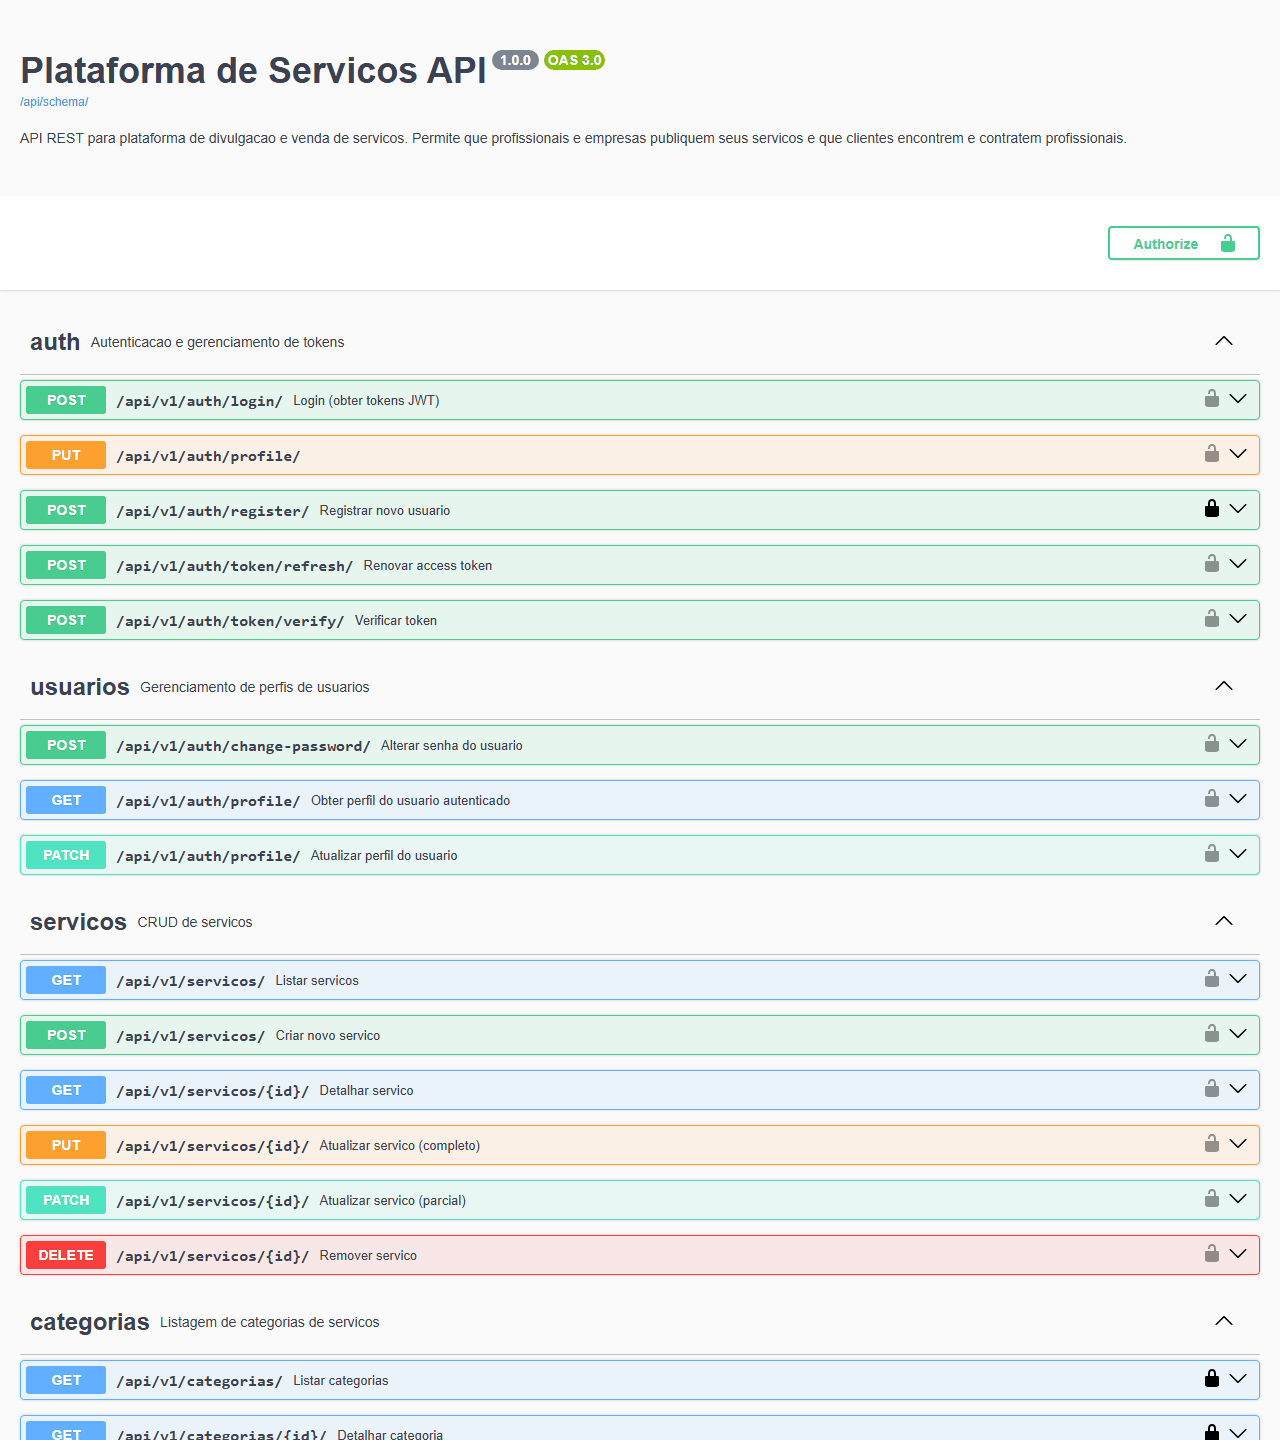 Plataforma de Servicos API 1.0.0 OAS 3.0
/api/schema/
API REST para plataforma de divulgacao e venda de servicos. Permite que profissionais e empresas publiquem seus servicos e que clientes encontrem e contratem profissionais.
Authorize
auth Autenticacao e gerenciamento de tokens
POST /api/v1/auth/login/ Login (obter tokens JWT)
PUT /api/v1/auth/profile/
POST /api/v1/auth/register/ Registrar novo usuario
POST /api/v1/auth/token/refresh/ Renovar access token
POST /api/v1/auth/token/verify/ Verificar token
usuarios Gerenciamento de perfis de usuarios
POST /api/v1/auth/change-password/ Alterar senha do usuario
GET /api/v1/auth/profile/ Obter perfil do usuario autenticado
PATCH /api/v1/auth/profile/ Atualizar perfil do usuario
servicos CRUD de servicos
GET /api/v1/servicos/ Listar servicos
POST /api/v1/servicos/ Criar novo servico
GET /api/v1/servicos/{id}/ Detalhar servico
PUT /api/v1/servicos/{id}/ Atualizar servico (completo)
PATCH /api/v1/servicos/{id}/ Atualizar servico (parcial)
DELETE /api/v1/servicos/{id}/ Remover servico
categorias Listagem de categorias de servicos
GET /api/v1/categorias/ Listar categorias
GET /api/v1/categorias/{id}/ Detalhar categoria